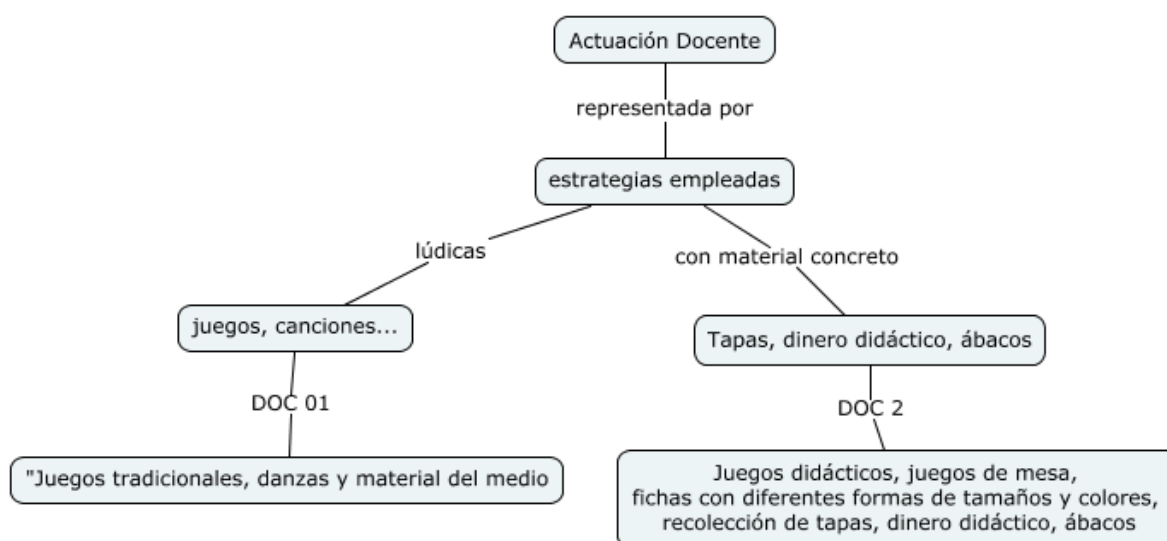 Actuación Docente
representada por
estrategias empleadas
lúdicas
con material concreto
juegos, canciones...
Tapas, dinero didáctico, ábacos
DOC 01
DOC 2
"Juegos tradicionales, danzas y material del medio
Juegos didácticos, juegos de mesa,
fichas con diferentes formas de tamaños y colores,
recolección de tapas, dinero didáctico, ábacos